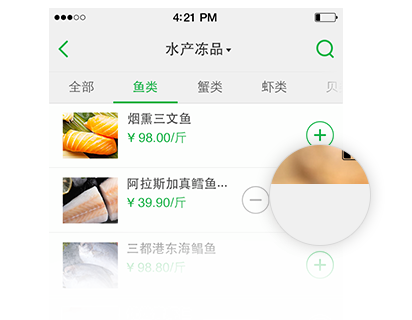 4:21 PM
水产冻品
全部 鱼类 蟹类 虾类 贝
烟熏三文鱼
¥ 98.00/斤
阿拉斯加真鳕鱼...
¥ 39.90/斤
三都港东海鲳鱼
¥ 98.80/斤